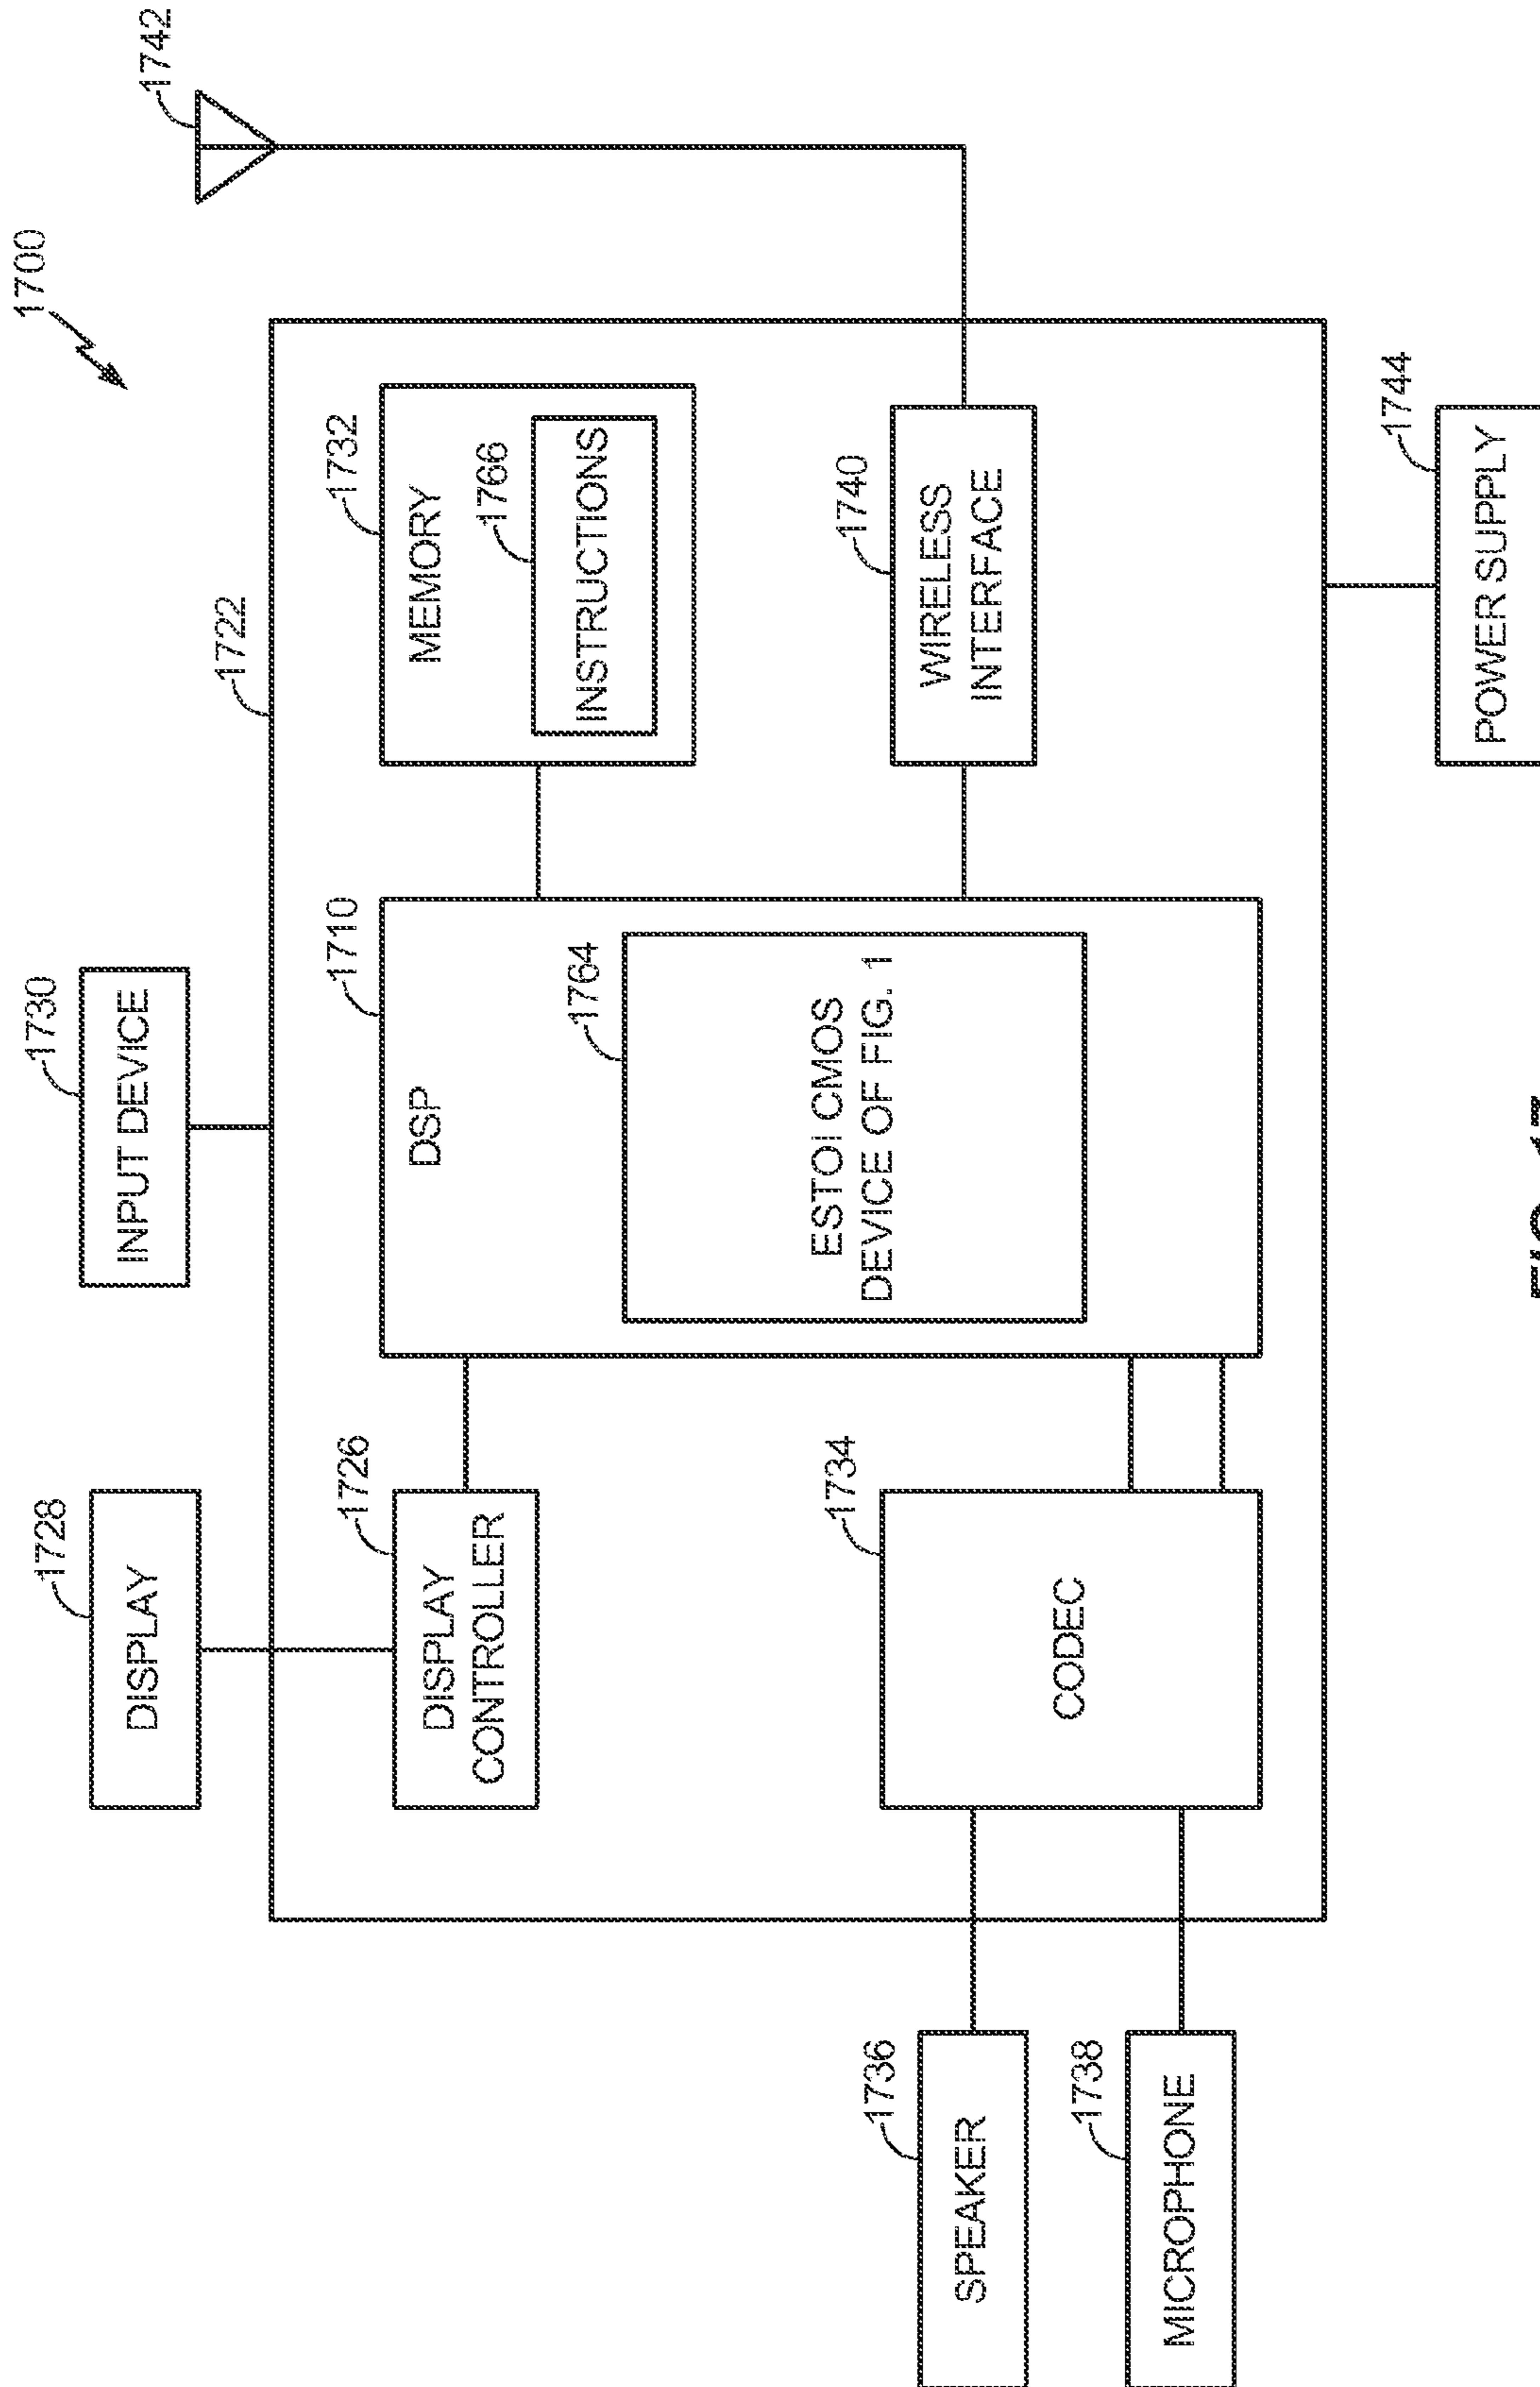 1700
1728
DISPLAY
1730
INPUT DEVICE
1742
1722
1726
DISPLAY
CONTROLLER
1710
DSP
1732
MEMORY
1766
INSTRUCTIONS
1764
ESTOI CMOS
DEVICE OF FIG. 1
1734
CODEC
1740
WIRELESS
INTERFACE
1736
SPEAKER
1738
MICROPHONE
1744
POWER SUPPLY